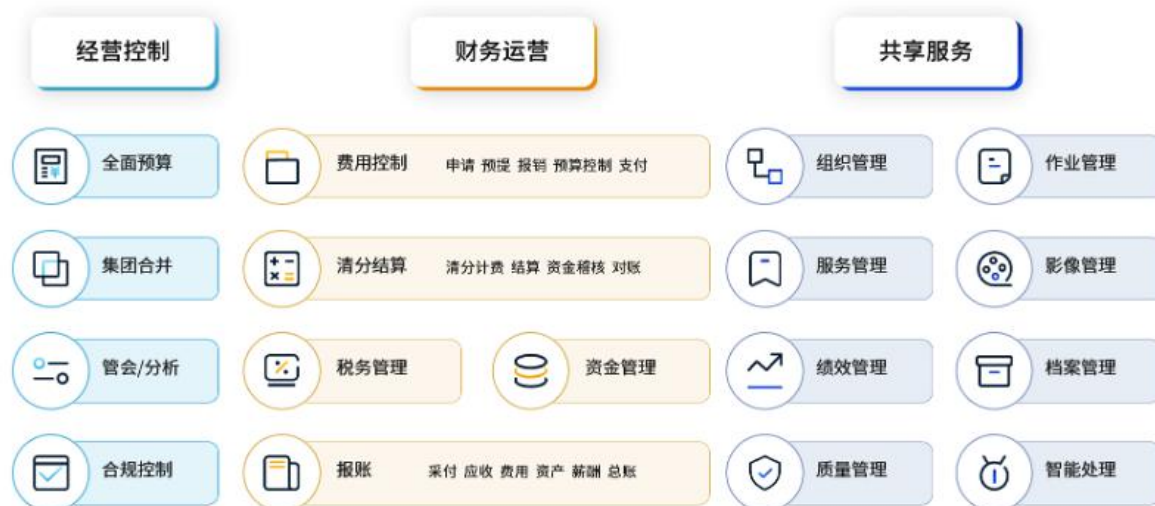 经营控制 财务运营 共享服务
全面预算 费用控制 申请 预提 报销 预算控制 支付 组织管理 作业管理
集团合并 清分结算 清分计费 结算 资金稽核 对账 服务管理 影像管理
管会/分析 税务管理 资金管理 绩效管理 档案管理
合规控制 报账 采付 应收 费用 资产 薪酬 总账 质量管理 智能处理